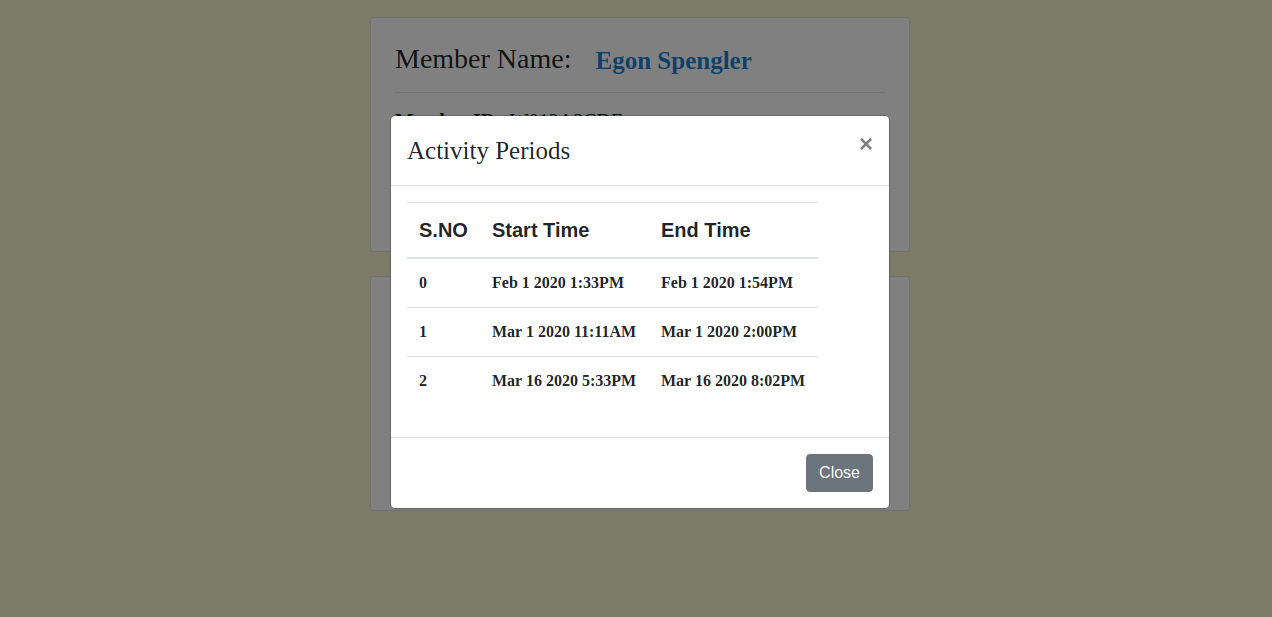 Member Name: Egon Spengler
Activity Periods
×
S.NO Start Time End Time
0 Feb 1 2020 1:33PM Feb 1 2020 1:54PM
1 Mar 1 2020 11:11AM Mar 1 2020 2:00PM
2 Mar 16 2020 5:33PM Mar 16 2020 8:02PM
Close